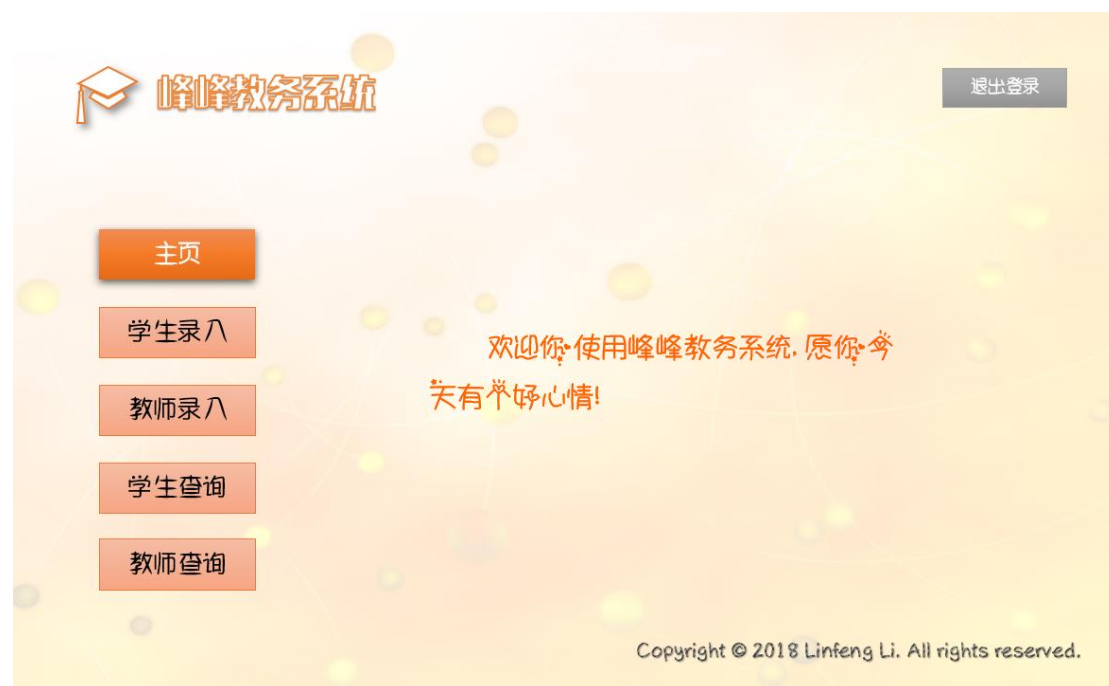 峰峰教务系统
退出登录
主页
学生录入
教师录入
学生查询
教师查询
欢迎你使用峰峰教务系统，愿你今
天有个好心情!
Copyright © 2018 Linfeng Li. All rights reserved.